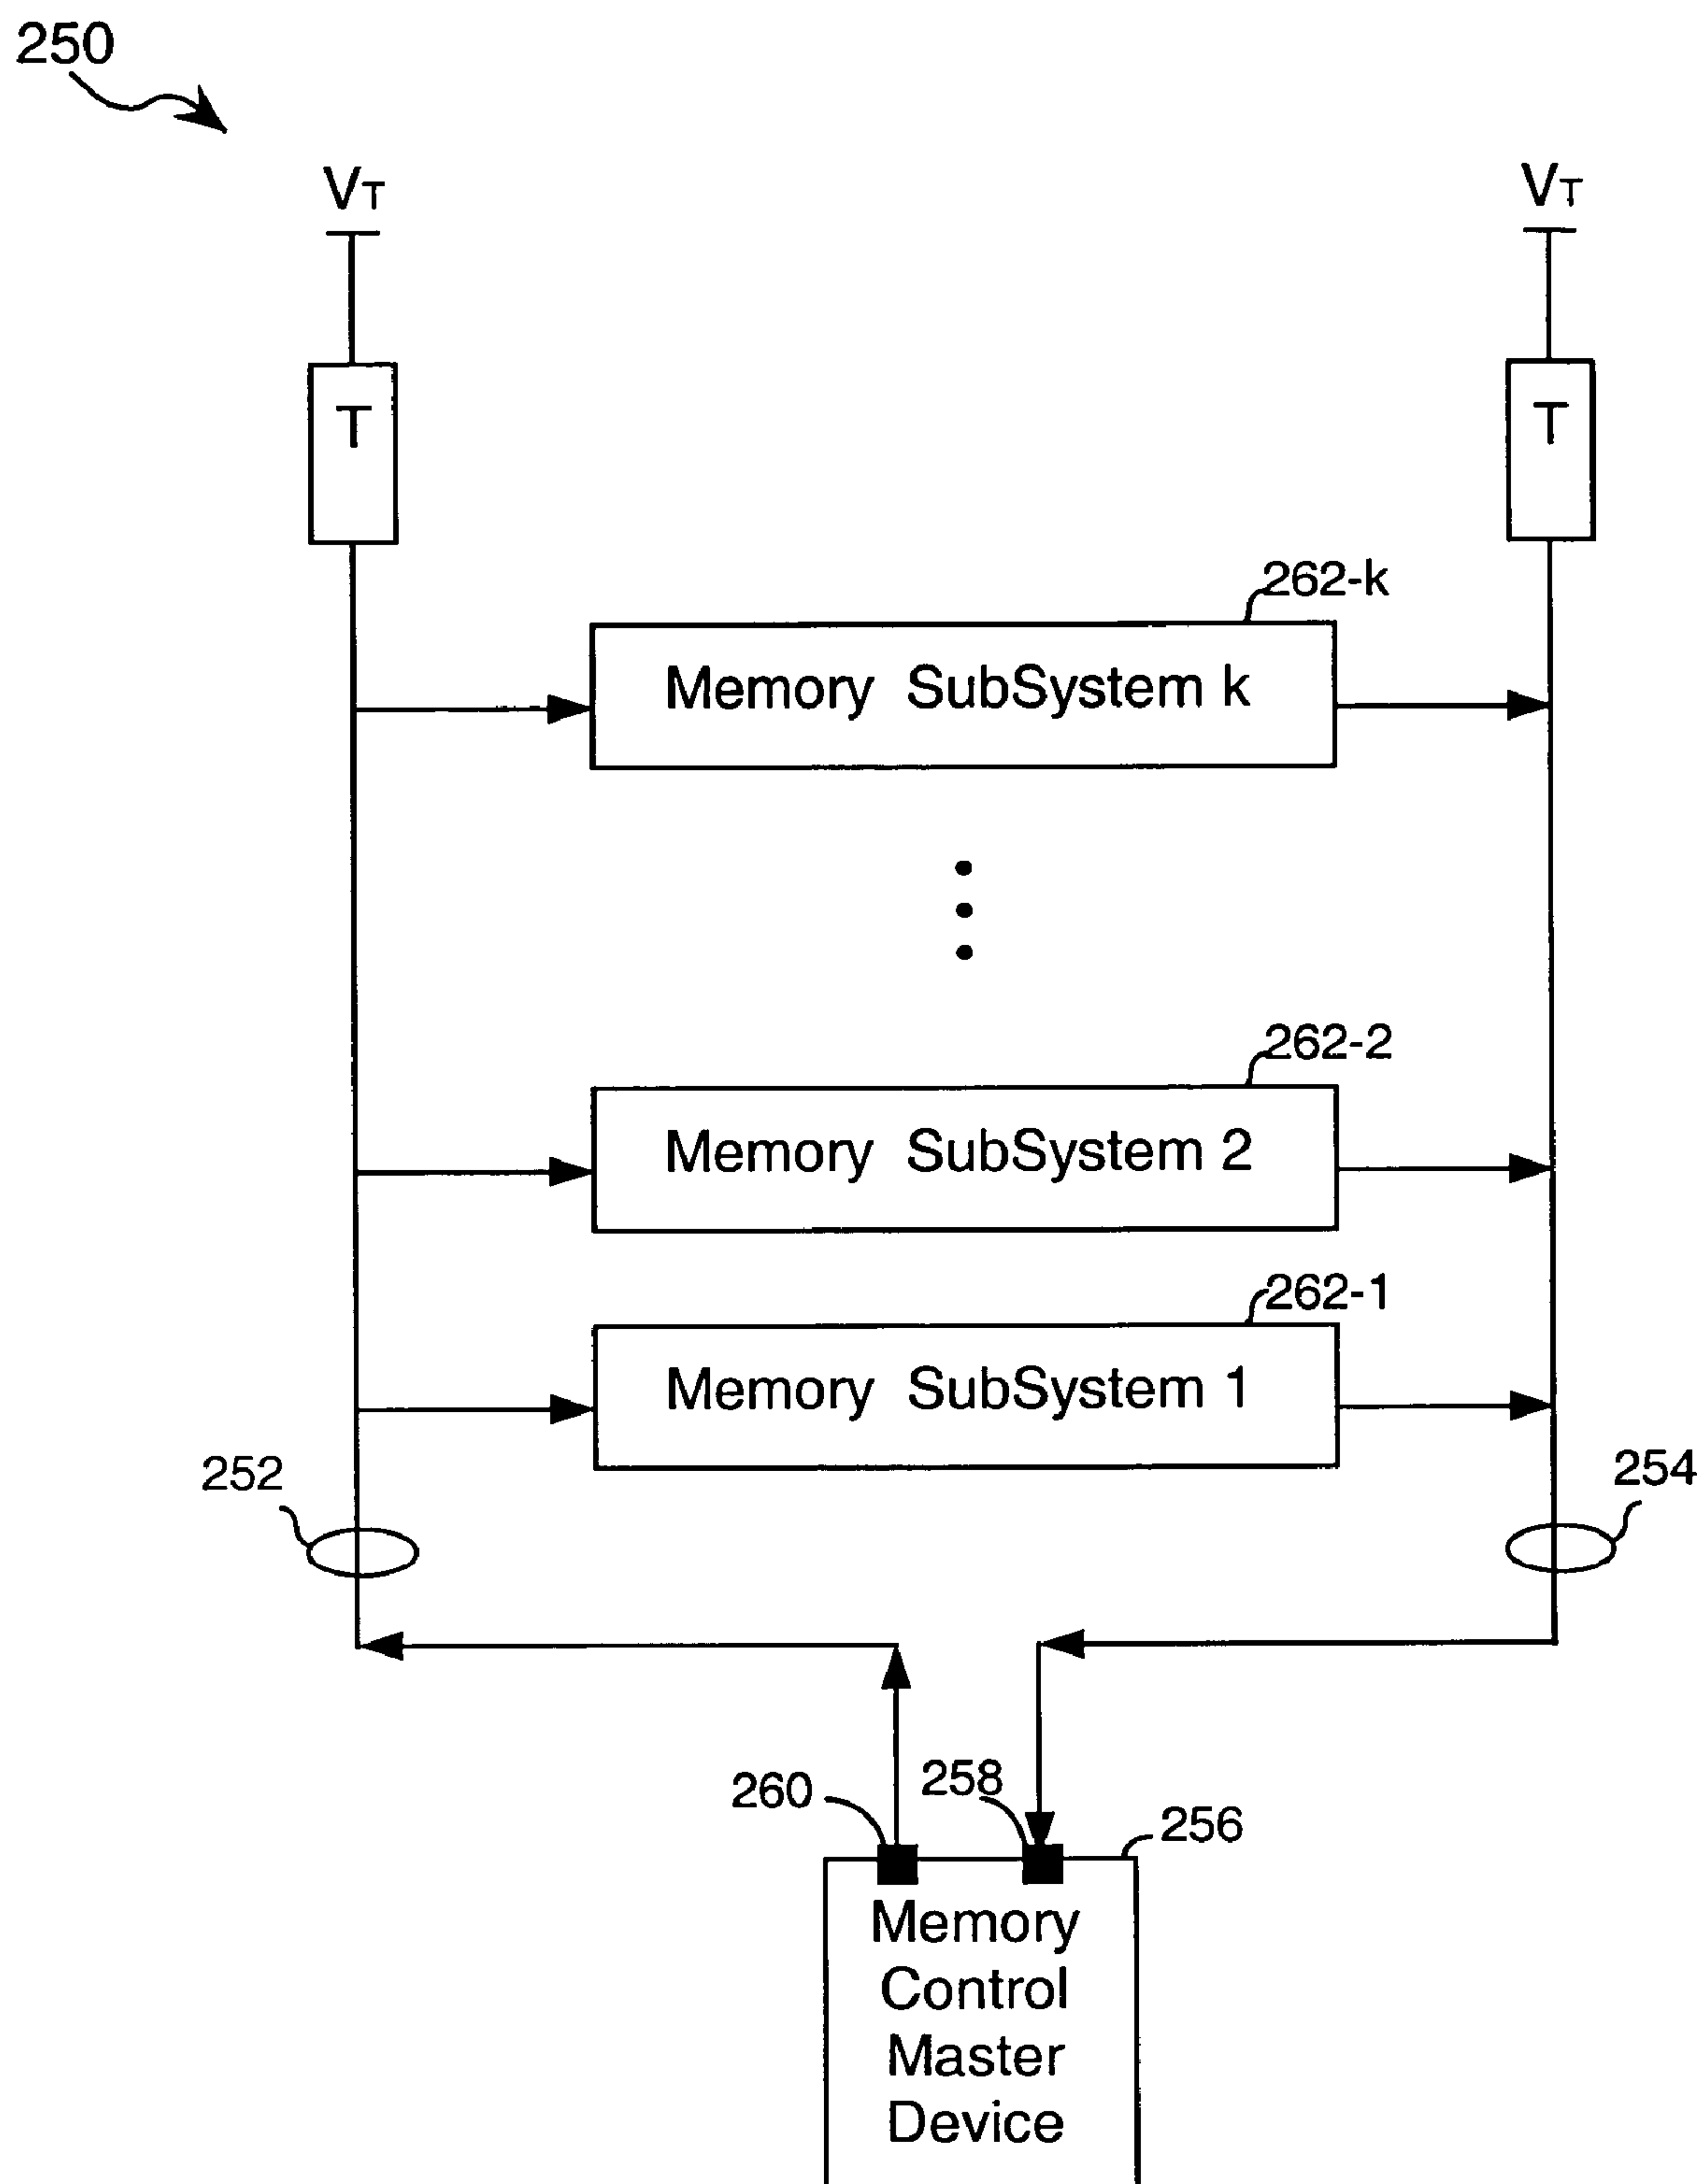 250
VT
VT
T
T
262-k
Memory SubSystem k
262-2
Memory SubSystem 2
262-1
Memory SubSystem 1
252
254
260
258
256
Memory
Control
Master
Device